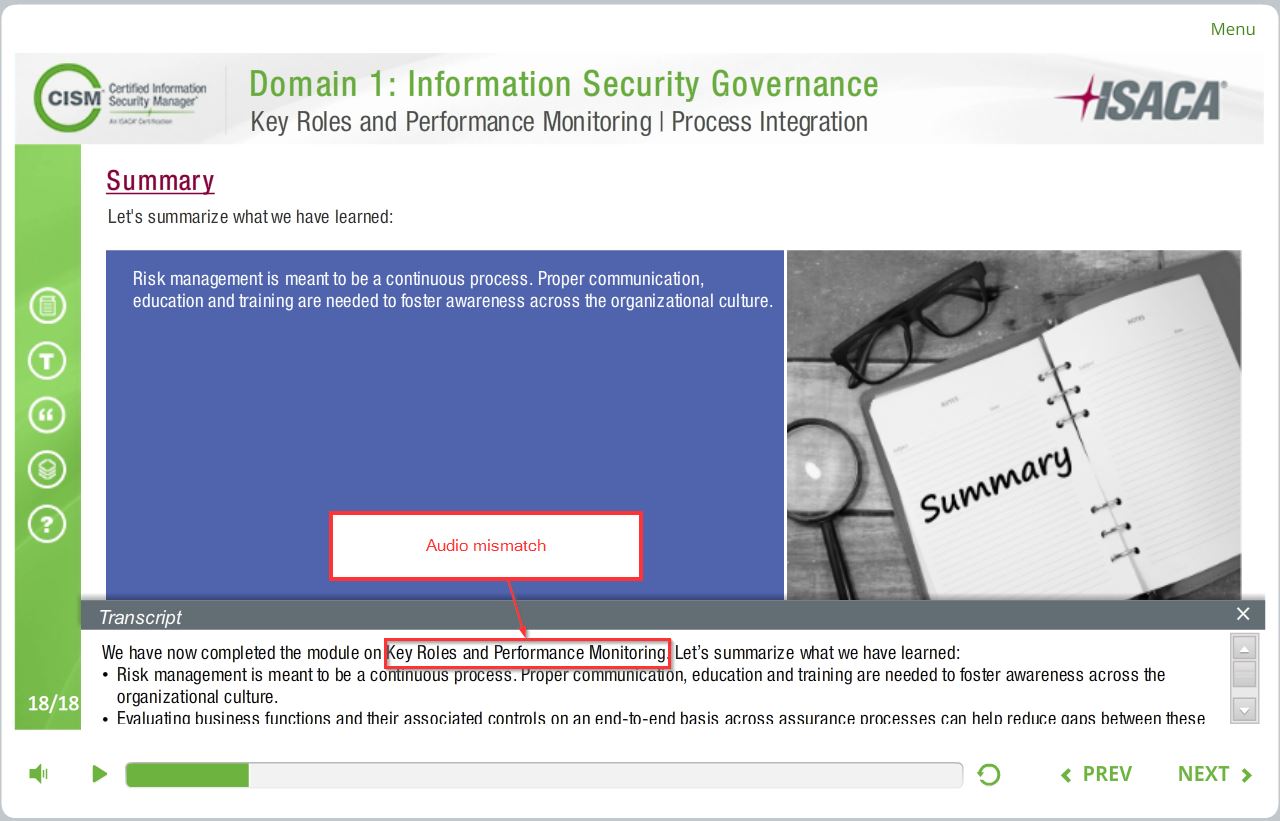 Menu
CISM
Certified Information
Security Manager®
An ISACA® Certification
Domain 1: Information Security Governance
Key Roles and Performance Monitoring | Process Integration
ISACA®
Summary
Let's summarize what we have learned:
Risk management is meant to be a continuous process. Proper communication,
education and training are needed to foster awareness across the organizational culture.
NOTES
NOTES
Summary
T
“
?
Audio mismatch
Transcript
We have now completed the module on Key Roles and Performance Monitoring. Let’s summarize what we have learned:
• Risk management is meant to be a continuous process. Proper communication, education and training are needed to foster awareness across the
organizational culture.
• Evaluating business functions and their associated controls on an end-to-end basis across assurance processes can help reduce gaps between these
18/18
PREV
NEXT